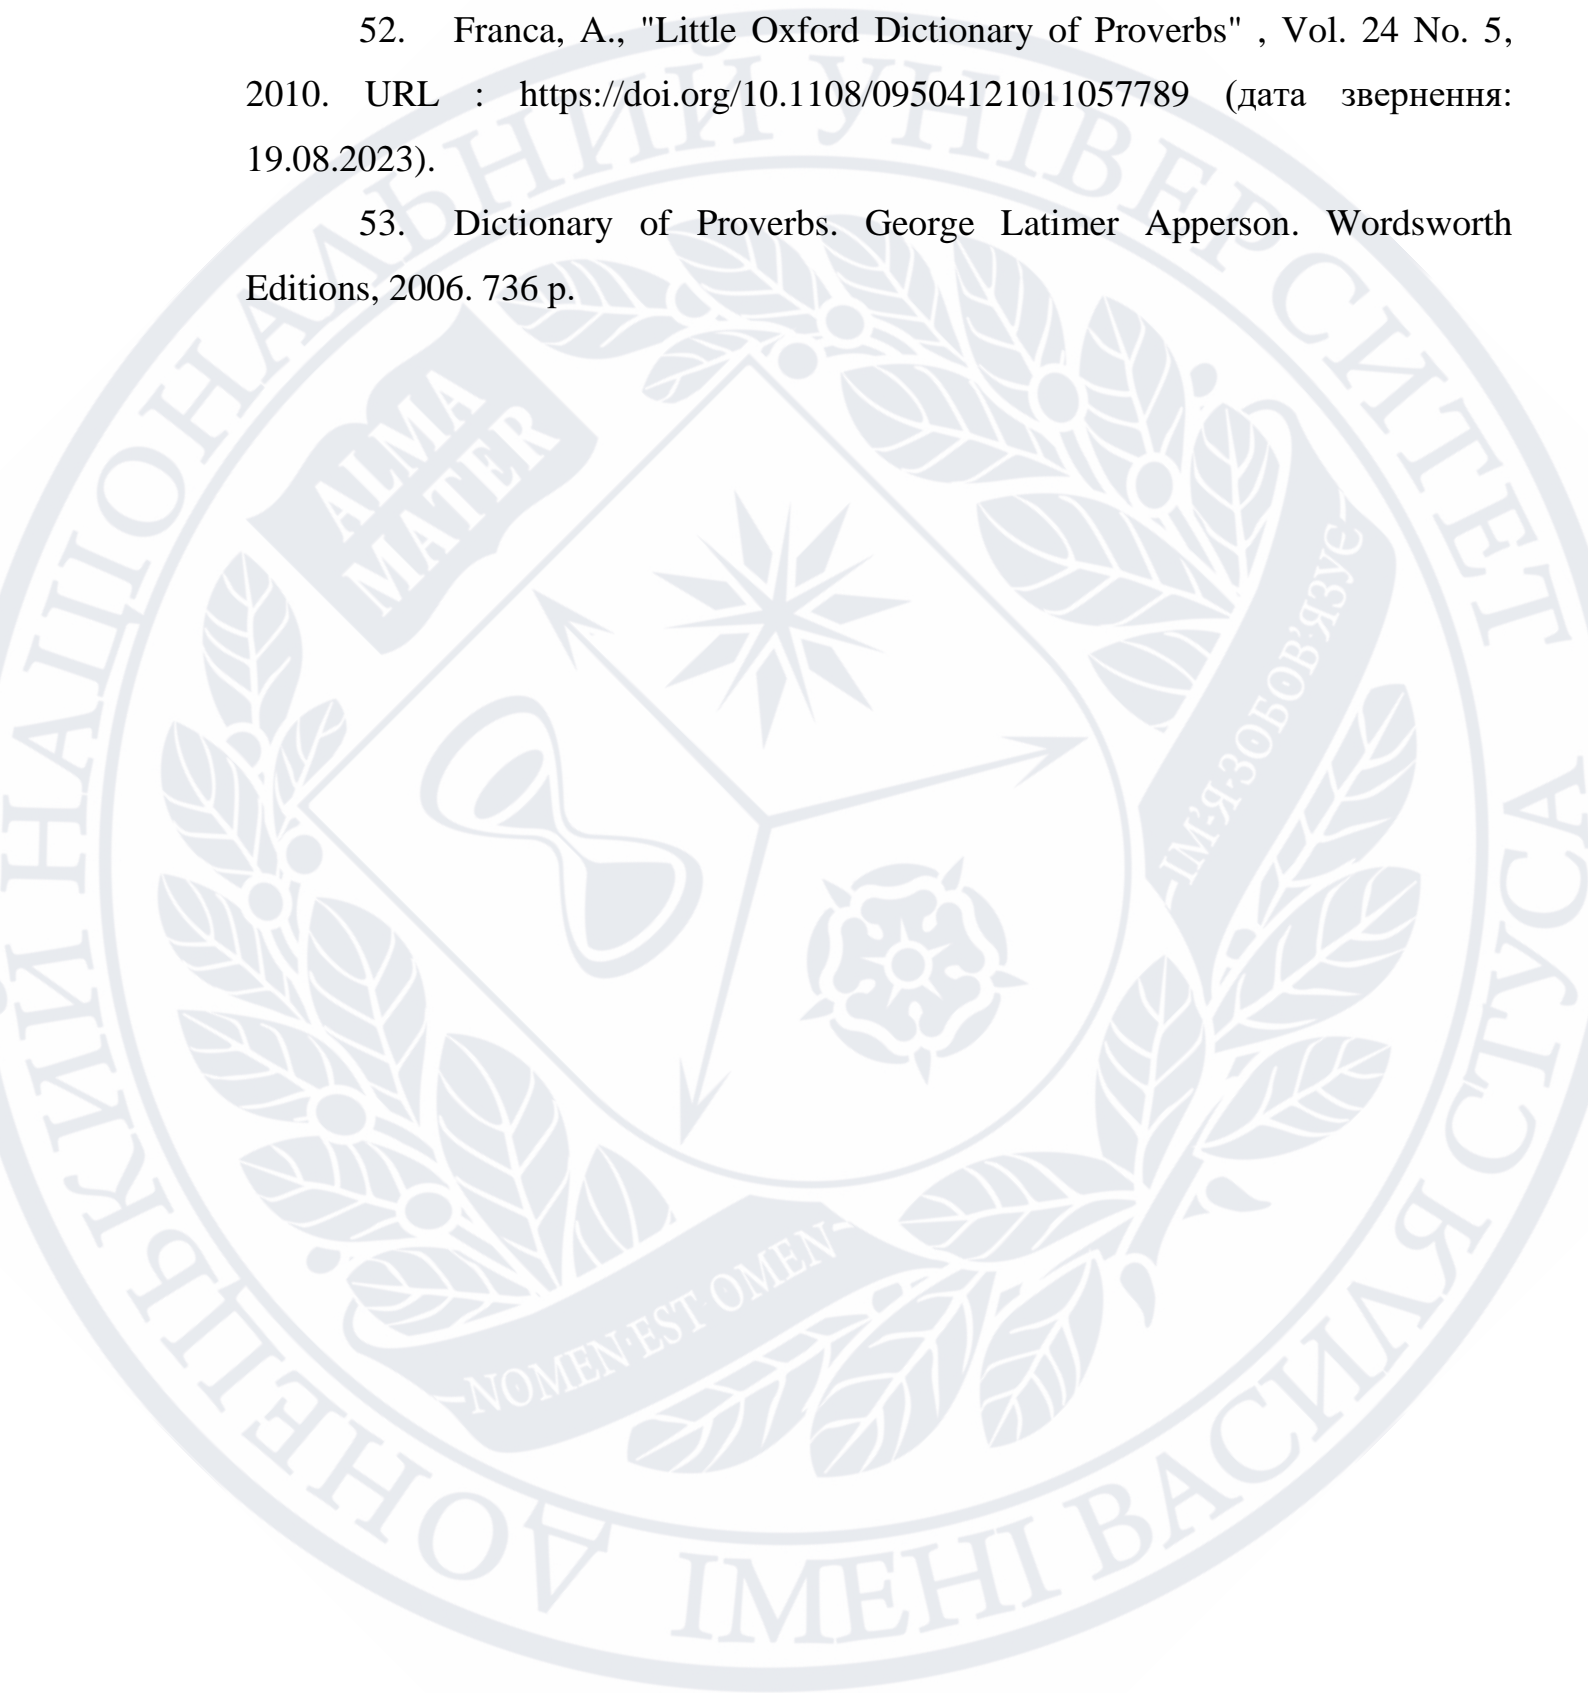 52. Franca, A., "Little Oxford Dictionary of Proverbs" , Vol. 24 No. 5,
2010. URL : https://doi.org/10.1108/09504121011057789 (дата звернення:
19.08.2023).
53. Dictionary of Proverbs. George Latimer Apperson. Wordsworth
Editions, 2006. 736 p.
ДОНЕЦЬКИЙ НАЦІОНАЛЬНИЙ УНІВЕРСИТЕТ
ІМЕНІ ВАСИЛЯ СТУСА
ALMA
MATER
ІМ'Я ЗОБОВ'ЯЗУЄ
NOMEN EST OMEN